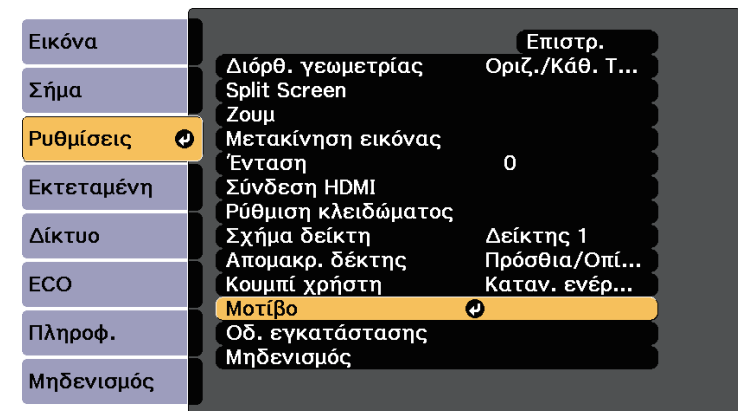 Εικόνα
Σήμα
Ρυθμίσεις
Εκτεταμένη
Δίκτυο
ECO
Πληροφ.
Μηδενισμός
Επιστρ.
Διόρθ. γεωμετρίας Οριζ./Κάθ. Τ...
Split Screen
Ζουμ
Μετακίνηση εικόνας
Ένταση 0
Σύνδεση HDMI
Ρύθμιση κλειδώματος
Σχήμα δείκτη Δείκτης 1
Απομακρ. δέκτης Πρόσθια/Οπί...
Κουμπί χρήστη Καταν. ενέρ...
Μοτίβο
Οδ. εγκατάστασης
Μηδενισμός